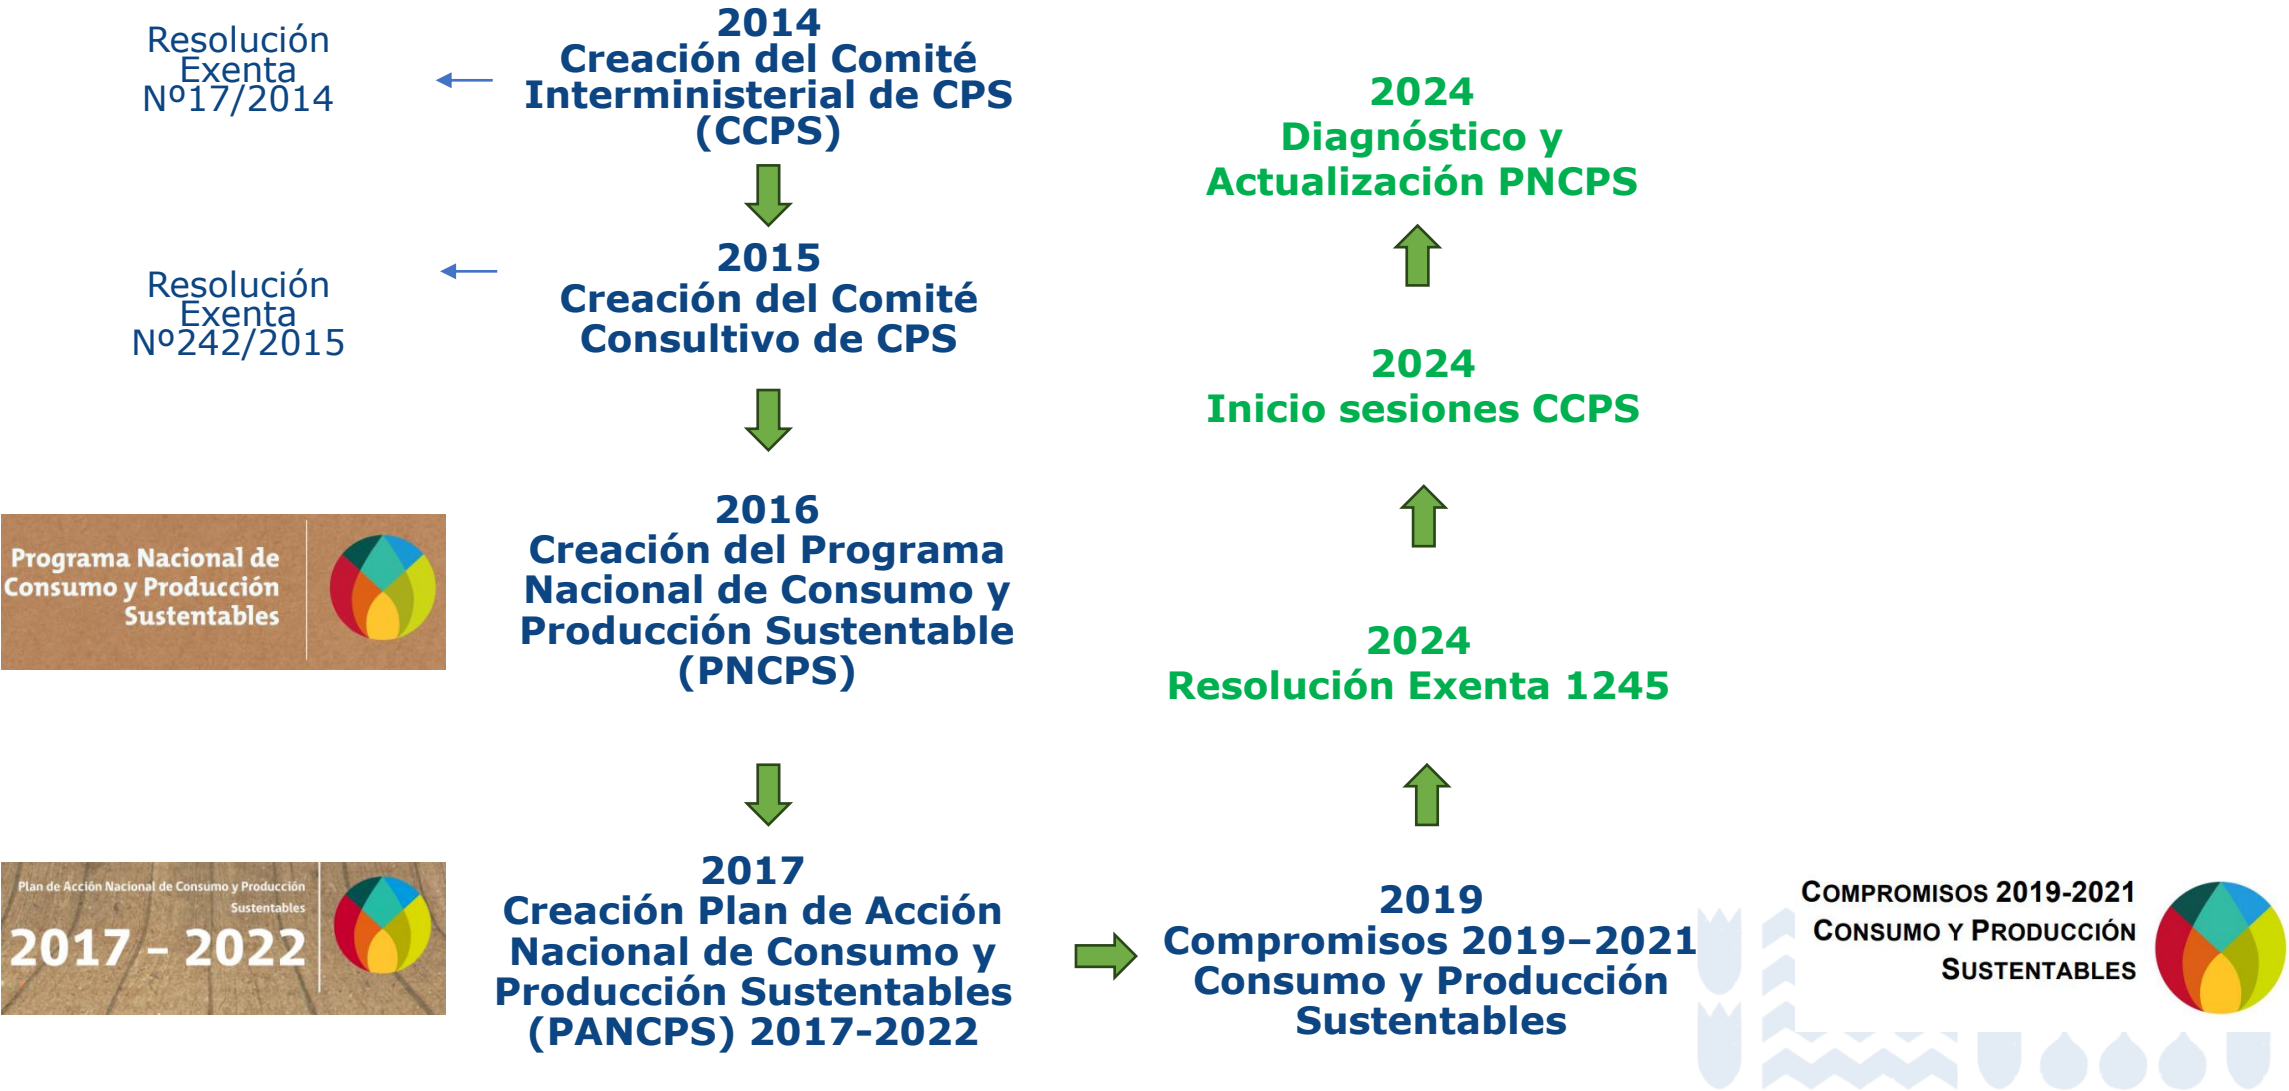 2014
Creación del Comité
Interministerial de CPS
(CCPS)
Resolución
Exenta
Nº17/2014
2015
Creación del Comité
Consultivo de CPS
Resolución
Exenta
Nº242/2015
2016
Creación del Programa
Nacional de Consumo y
Producción Sustentable
(PNCPS)
Programa Nacional de
Consumo y Producción
Sustentables
2017
Creación Plan de Acción
Nacional de Consumo y
Producción Sustentables
(PANCPS) 2017-2022
Plan de Acción Nacional de Consumo y Producción
Sustentables
2017 – 2022
2019
Compromisos 2019–2021
Consumo y Producción
Sustentables
COMPROMISOS 2019-2021
CONSUMO Y PRODUCCIÓN
SUSTENTABLES
2024
Resolución Exenta 1245
2024
Inicio sesiones CCPS
2024
Diagnóstico y
Actualización PNCPS